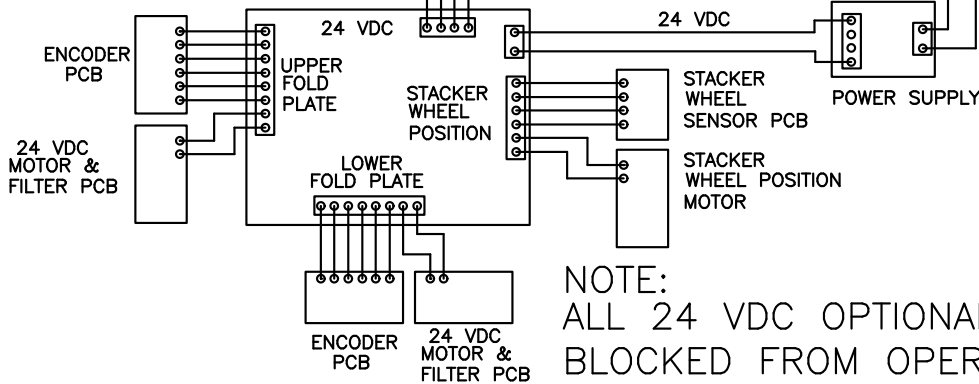 24 VDC
24 VDC
ENCODER
PCB
UPPER
FOLD
PLATE
STACKER
WHEEL
POSITION
STACKER
WHEEL
SENSOR PCB
POWER SUPPLY
24 VDC
MOTOR &
FILTER PCB
LOWER
FOLD PLATE
STACKER
WHEEL POSITION
MOTOR
ENCODER
PCB
24 VDC
MOTOR &
FILTER PCB
NOTE:
ALL 24 VDC OPTIONA
BLOCKED FROM OPER